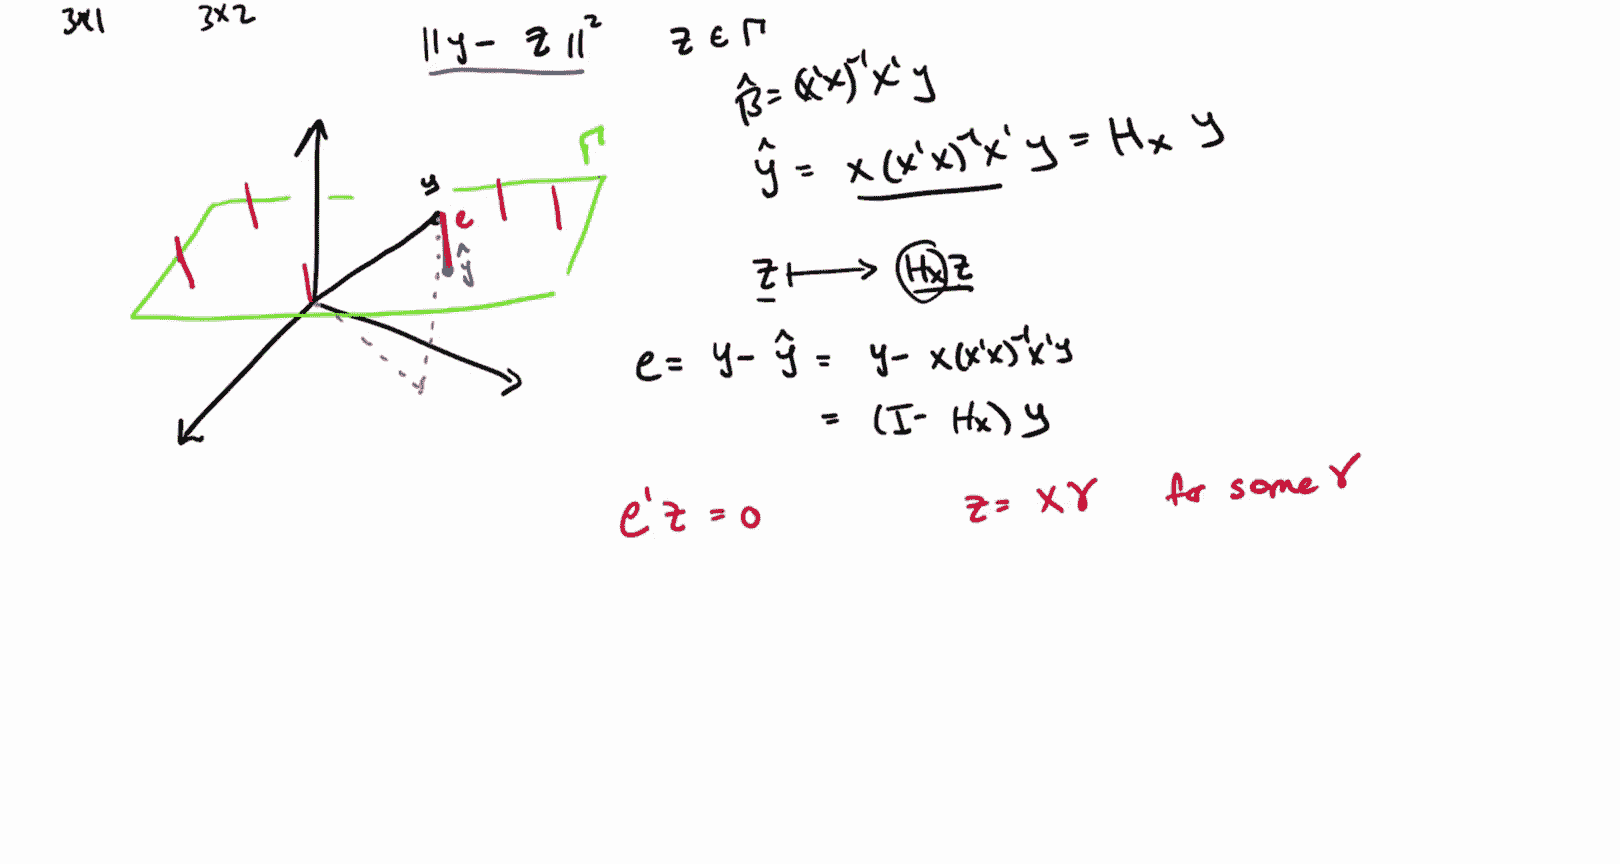 3x1 3x2
||y - z||² z ∈ Γ
β̂ = (x'x)⁻¹x'y
ŷ = x(x'x)⁻¹x'y = Hₓ y
Γ
y
e
ŷ
z ↦ Hₓz
e = y - ŷ = y - x(x'x)⁻¹x'y
= (I - Hₓ) y
e'z = 0 z = xγ for some γ